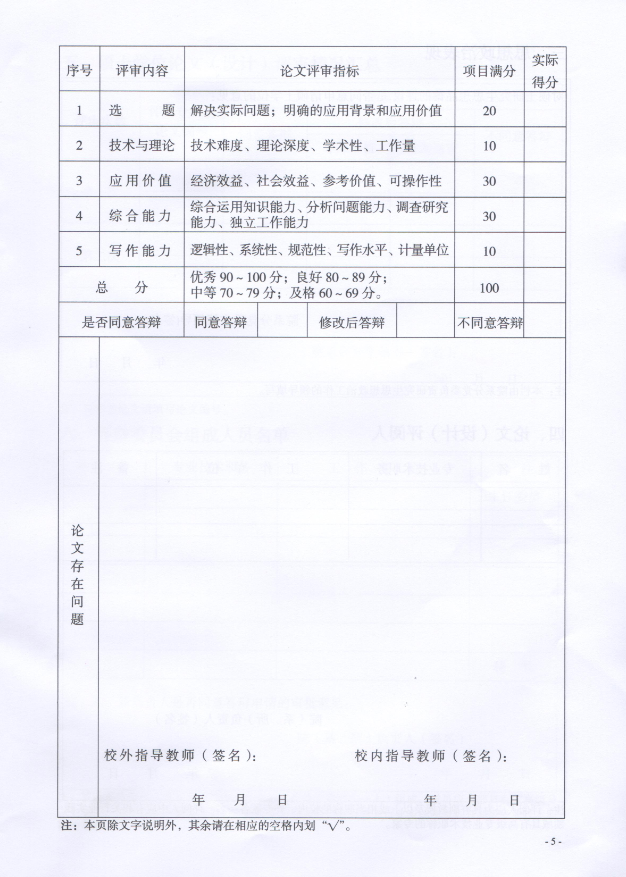 序号 评审内容 论文评审指标 项目满分 实际得分
1 选 题 解决实际问题；明确的应用背景和应用价值 20
2 技术与理论 技术难度、理论深度、学术性、工作量 10
3 应用价值 经济效益、社会效益、参考价值、可操作性 30
4 综合能力 综合运用知识能力、分析问题能力、调查研究
能力、独立工作能力 30
5 写作能力 逻辑性、系统性、规范性、写作水平、计量单位 10
总 分 优秀 90～100 分；良好 80～89 分；
中等 70～79 分；及格 60～69 分。 100
是否同意答辩 同意答辩 修改后答辩 不同意答辩
论文存在问题
校外指导教师（签名）： 校内指导教师（签名）：
年 月 日 年 月 日
注：本页除文字说明外，其余请在相应的空格内划“√”。
- 5 -